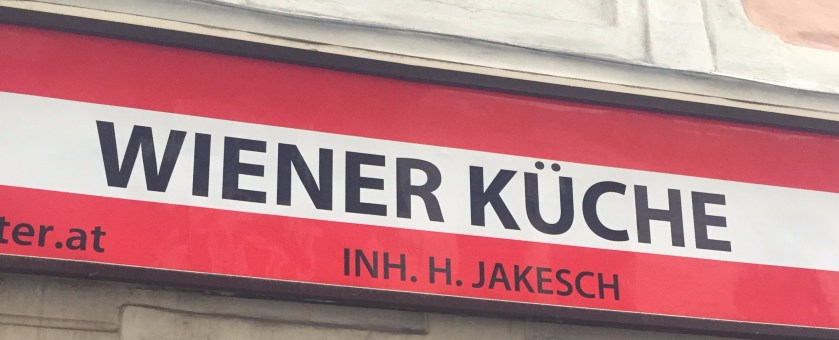 WIENER KÜCHE
ter.at
INH. H. JAKESCH